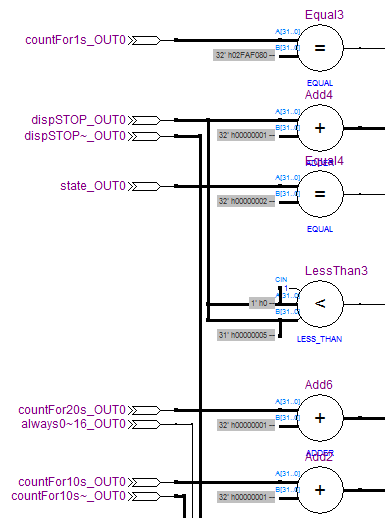 Equal3
countFor1s_OUT0
A[31..0]
B[31..0]
32' h02FAF080
=
EQUAL
Add4
dispSTOP_OUT0
A[31..0]
B[31..0]
dispSTOP~_OUT0
32' h00000001
+
ADDER
Equal4
state_OUT0
A[31..0]
B[31..0]
32' h00000002
=
EQUAL
LessThan3
CIN
1
1' h0
A[31..0]
B[31..0]
<
31' h00000005
LESS_THAN
Add6
countFor20s_OUT0
A[31..0]
B[31..0]
always0~16_OUT0
32' h00000001
+
ADDER
Add2
countFor10s_OUT0
A[31..0]
B[31..0]
countFor10s~_OUT0
32' h00000001
+